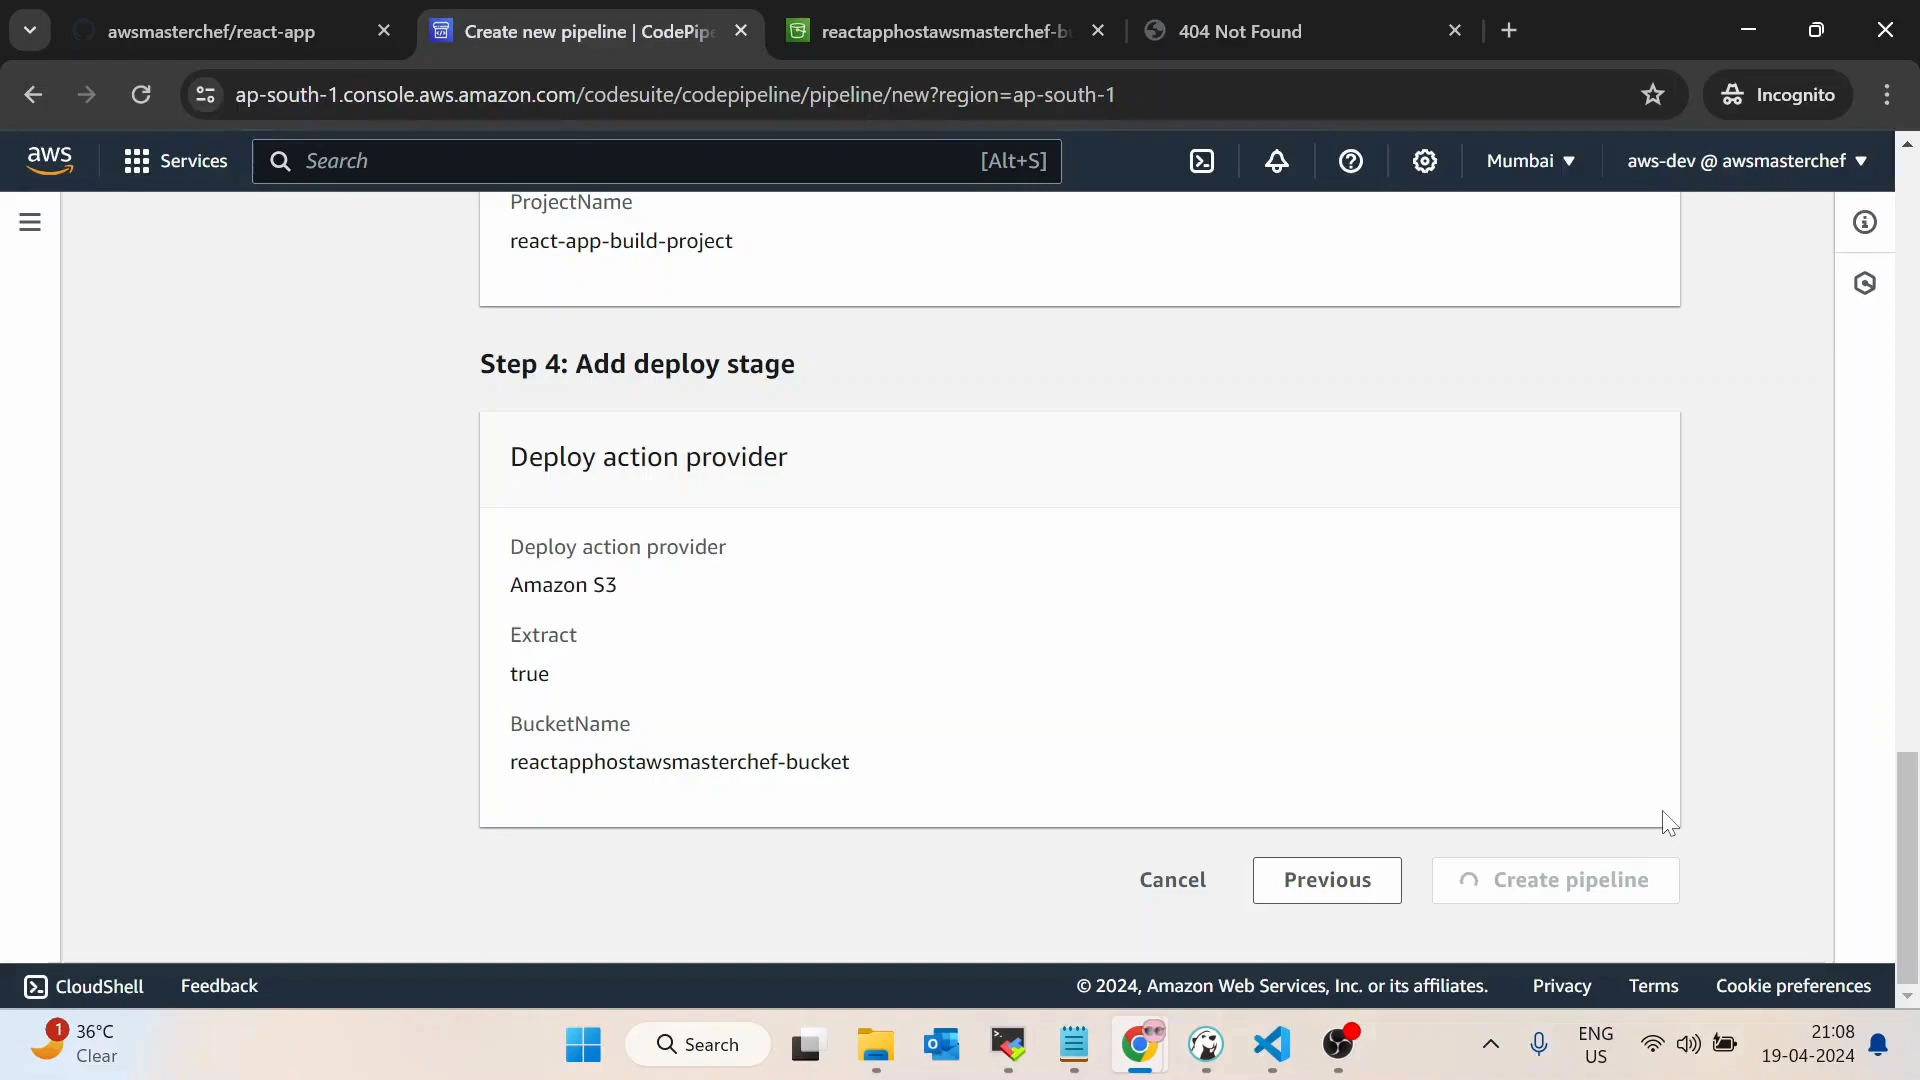 awsmasterchef/react-app
Create new pipeline | CodePipe
reactapphostawsmasterchef-bu
404 Not Found
ap-south-1.console.aws.amazon.com/codesuite/codepipeline/pipeline/new?region=ap-south-1
Incognito
aws
Services
Search
[Alt+S]
Mumbai
aws-dev @ awsmasterchef
ProjectName
react-app-build-project
Step 4: Add deploy stage
Deploy action provider
Deploy action provider
Amazon S3
Extract
true
BucketName
reactapphostawsmasterchef-bucket
Cancel
Previous
Create pipeline
CloudShell
Feedback
© 2024, Amazon Web Services, Inc. or its affiliates.
Privacy
Terms
Cookie preferences
1
36°C
Clear
Search
ENG
US
21:08
19-04-2024